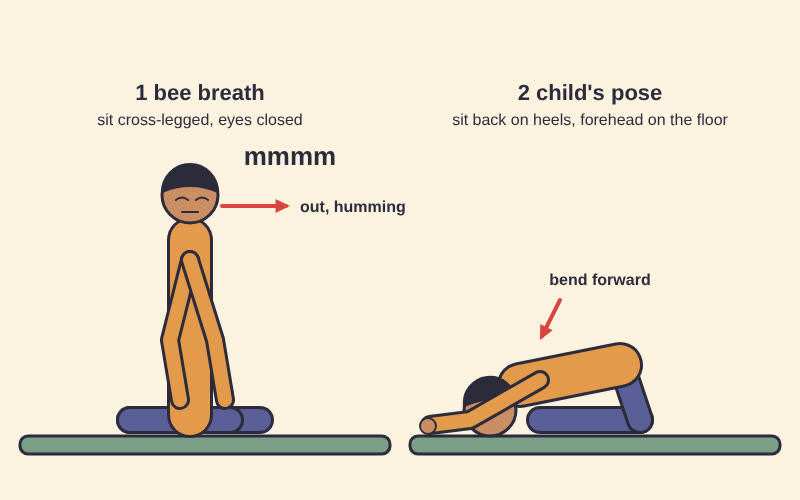 1 bee breath
sit cross-legged, eyes closed
mmmm
out, humming
2 child's pose
sit back on heels, forehead on the floor
bend forward